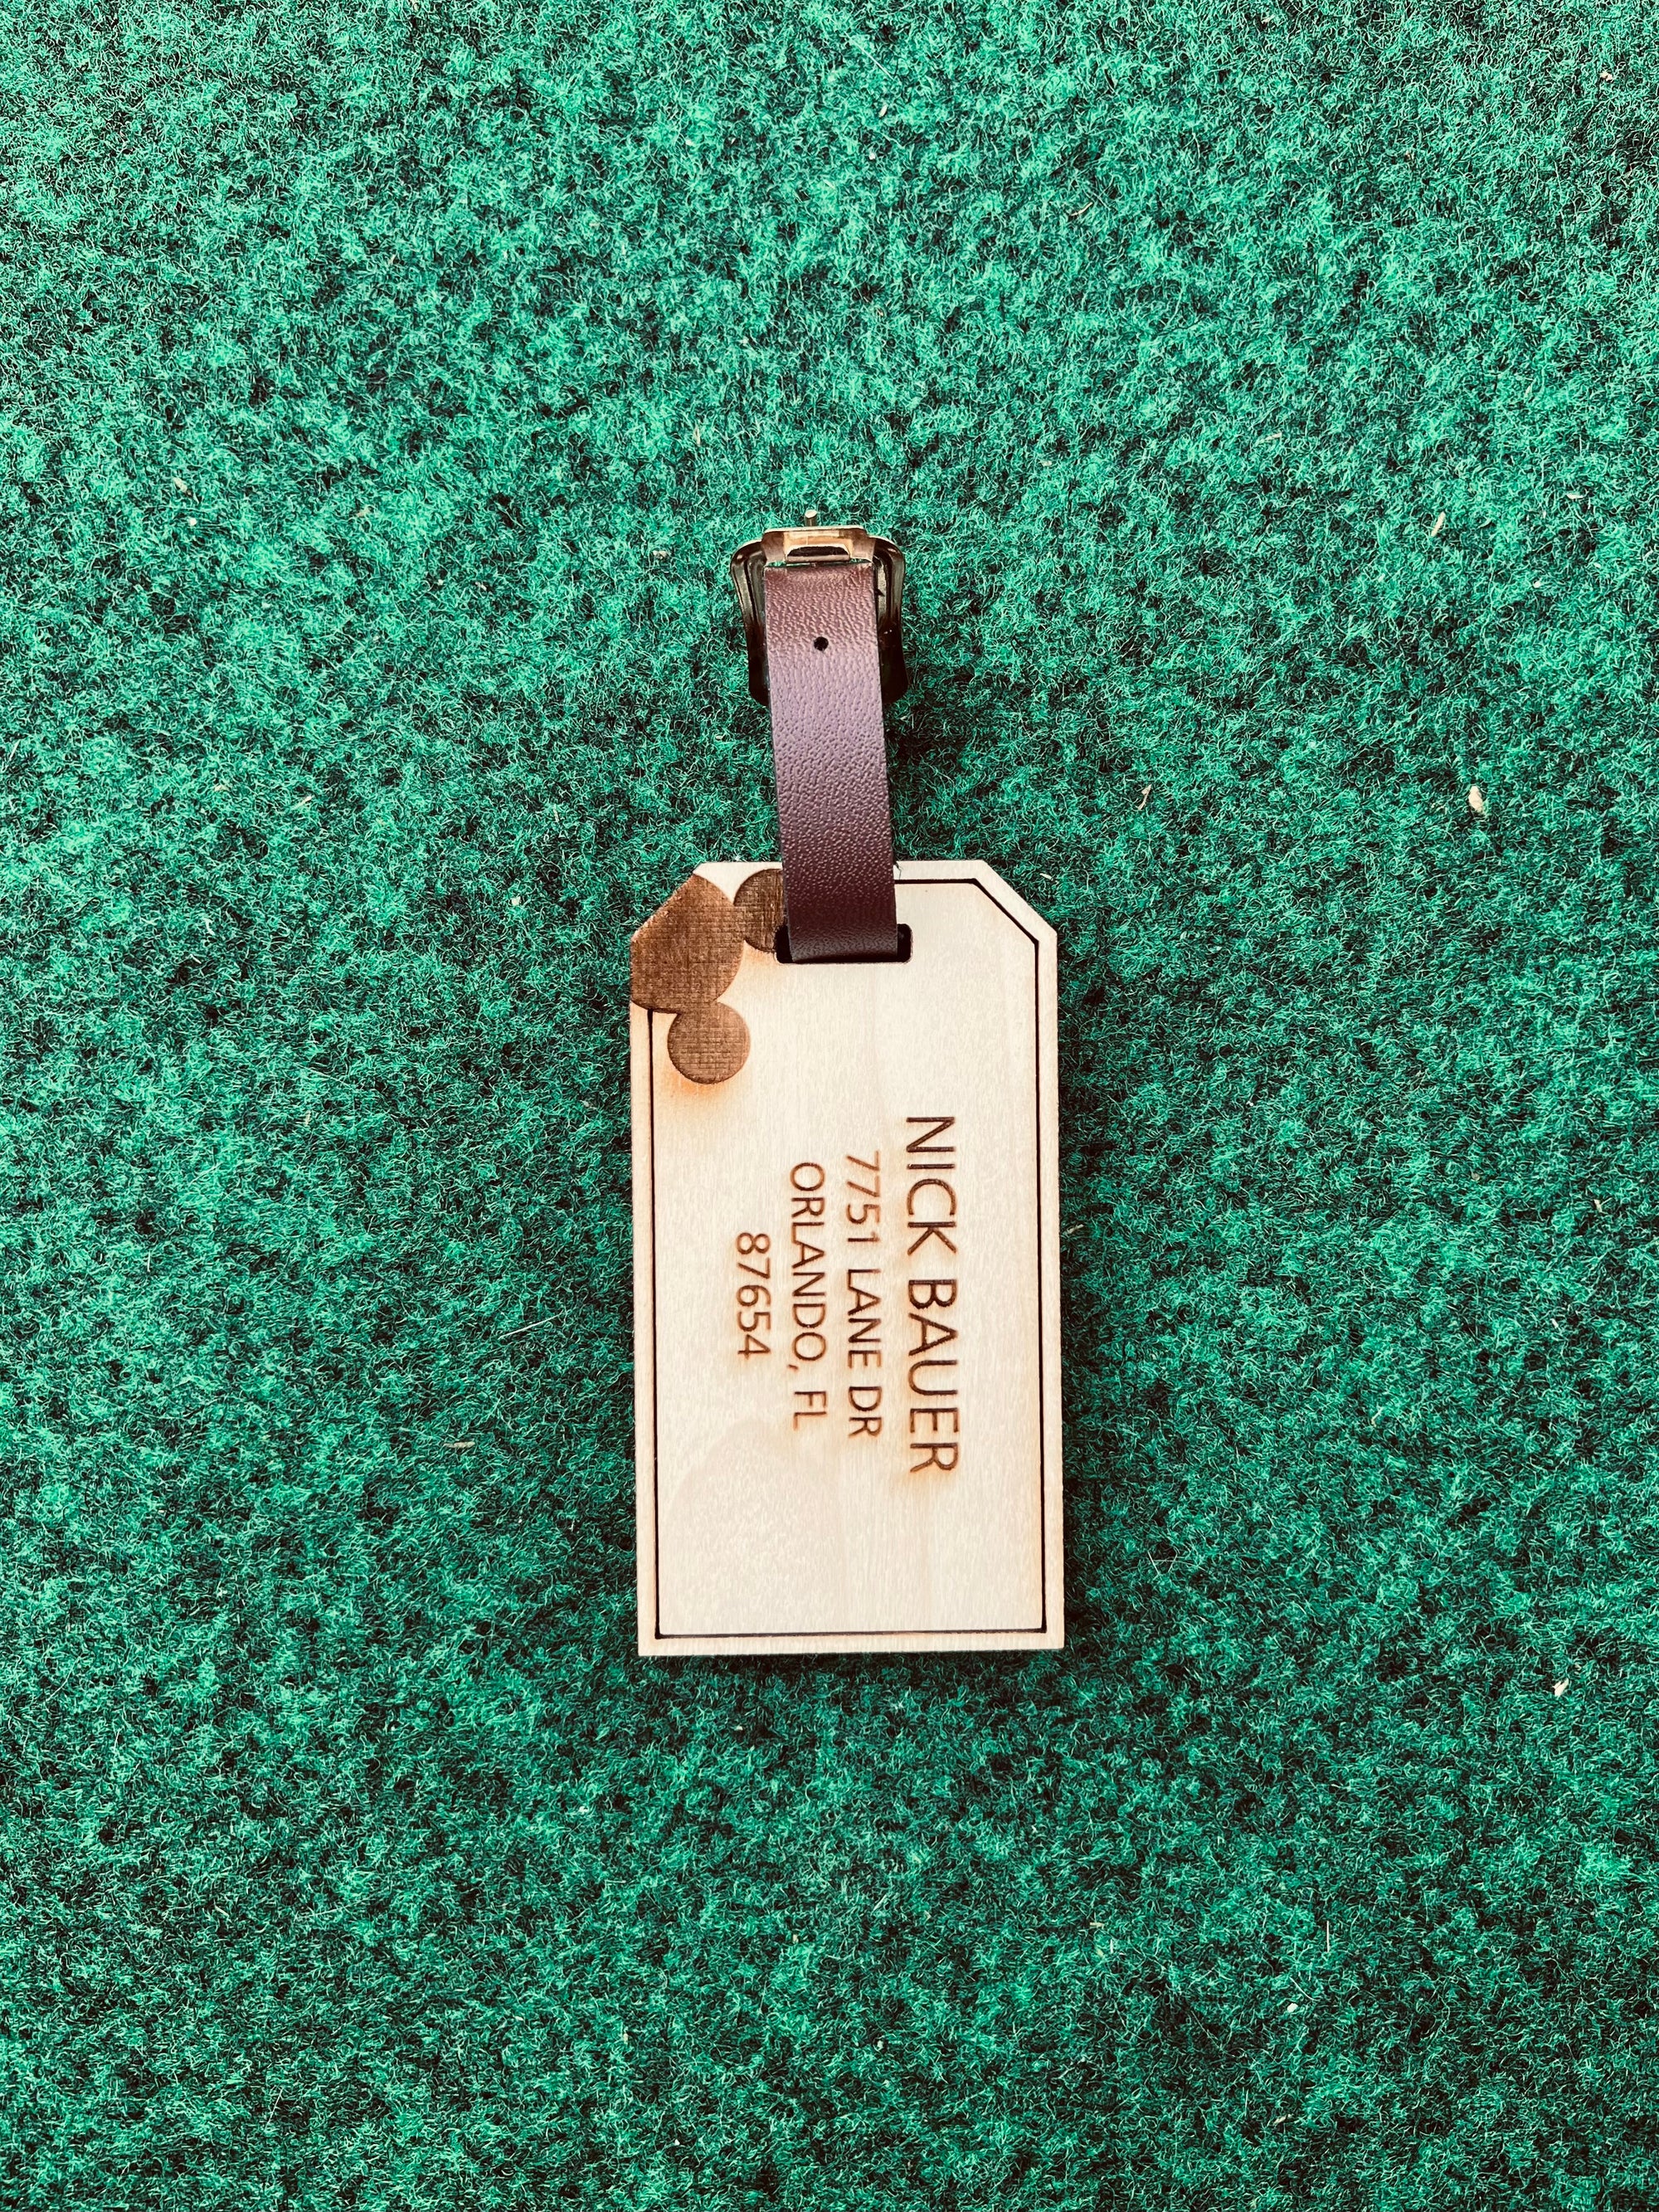 NICK BAUER
7751 LANE DR
ORLANDO, FL
87654